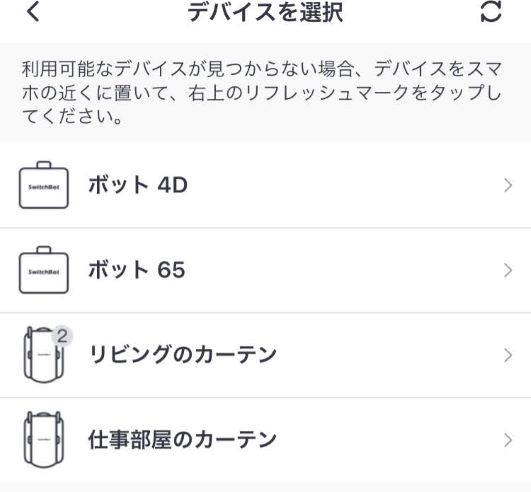 デバイスを選択
利用可能なデバイスが見つからない場合、デバイスをスマ
ホの近くに置いて、右上のリフレッシュマークをタップし
てください。
SwitchBot
ボット 4D
SwitchBot
ボット 65
2
リビングのカーテン
仕事部屋のカーテン